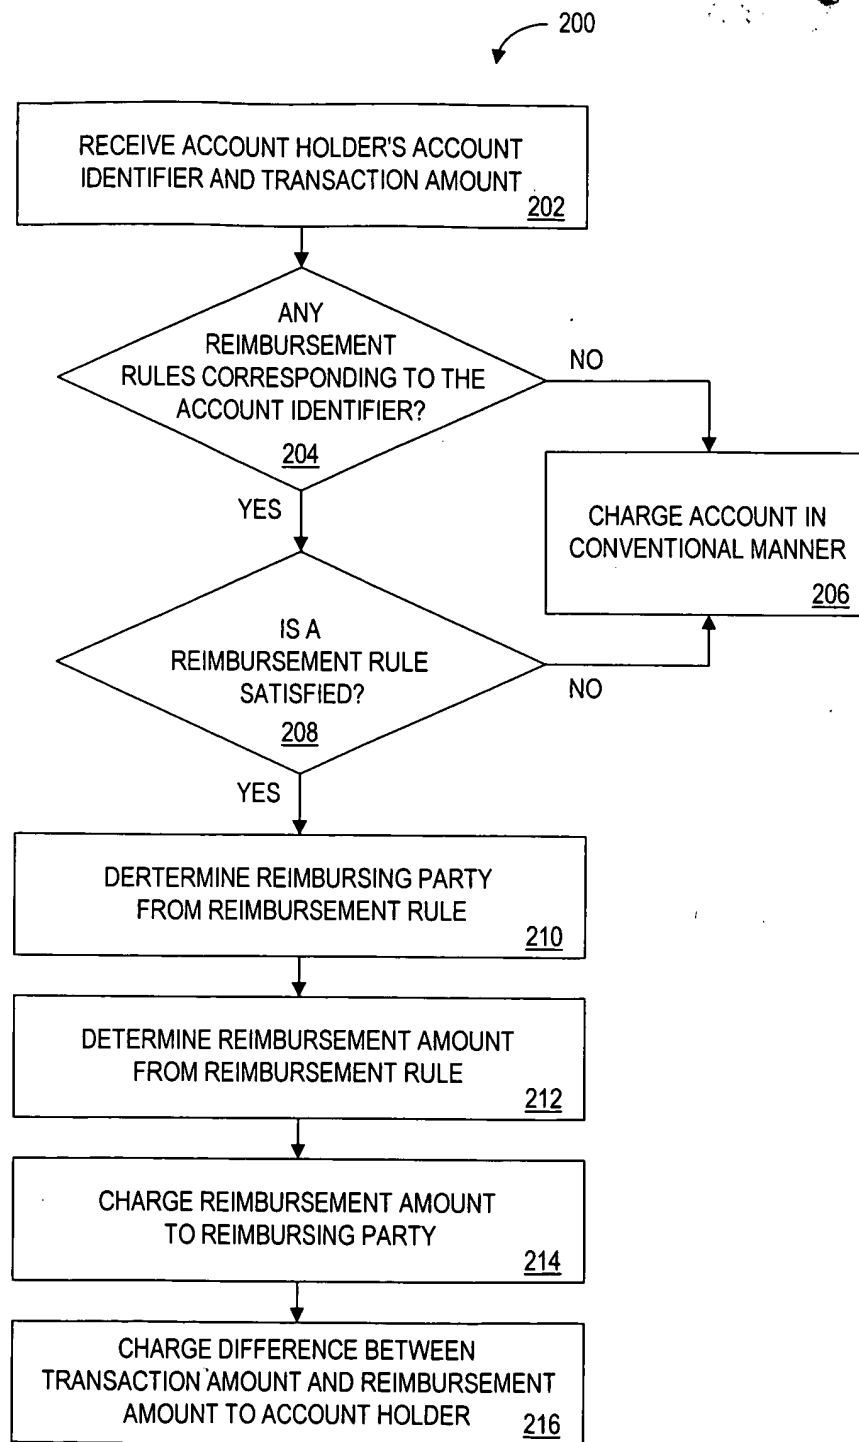 200
RECEIVE ACCOUNT HOLDER'S ACCOUNT
IDENTIFIER AND TRANSACTION AMOUNT
202
ANY
REIMBURSEMENT
RULES CORRESPONDING TO THE
ACCOUNT IDENTIFIER?
204
NO
YES
CHARGE ACCOUNT IN
CONVENTIONAL MANNER
206
IS A
REIMBURSEMENT RULE
SATISFIED?
208
NO
YES
DERTERMINE REIMBURSING PARTY
FROM REIMBURSEMENT RULE
210
DETERMINE REIMBURSEMENT AMOUNT
FROM REIMBURSEMENT RULE
212
CHARGE REIMBURSEMENT AMOUNT
TO REIMBURSING PARTY
214
CHARGE DIFFERENCE BETWEEN
TRANSACTION AMOUNT AND REIMBURSEMENT
AMOUNT TO ACCOUNT HOLDER
216